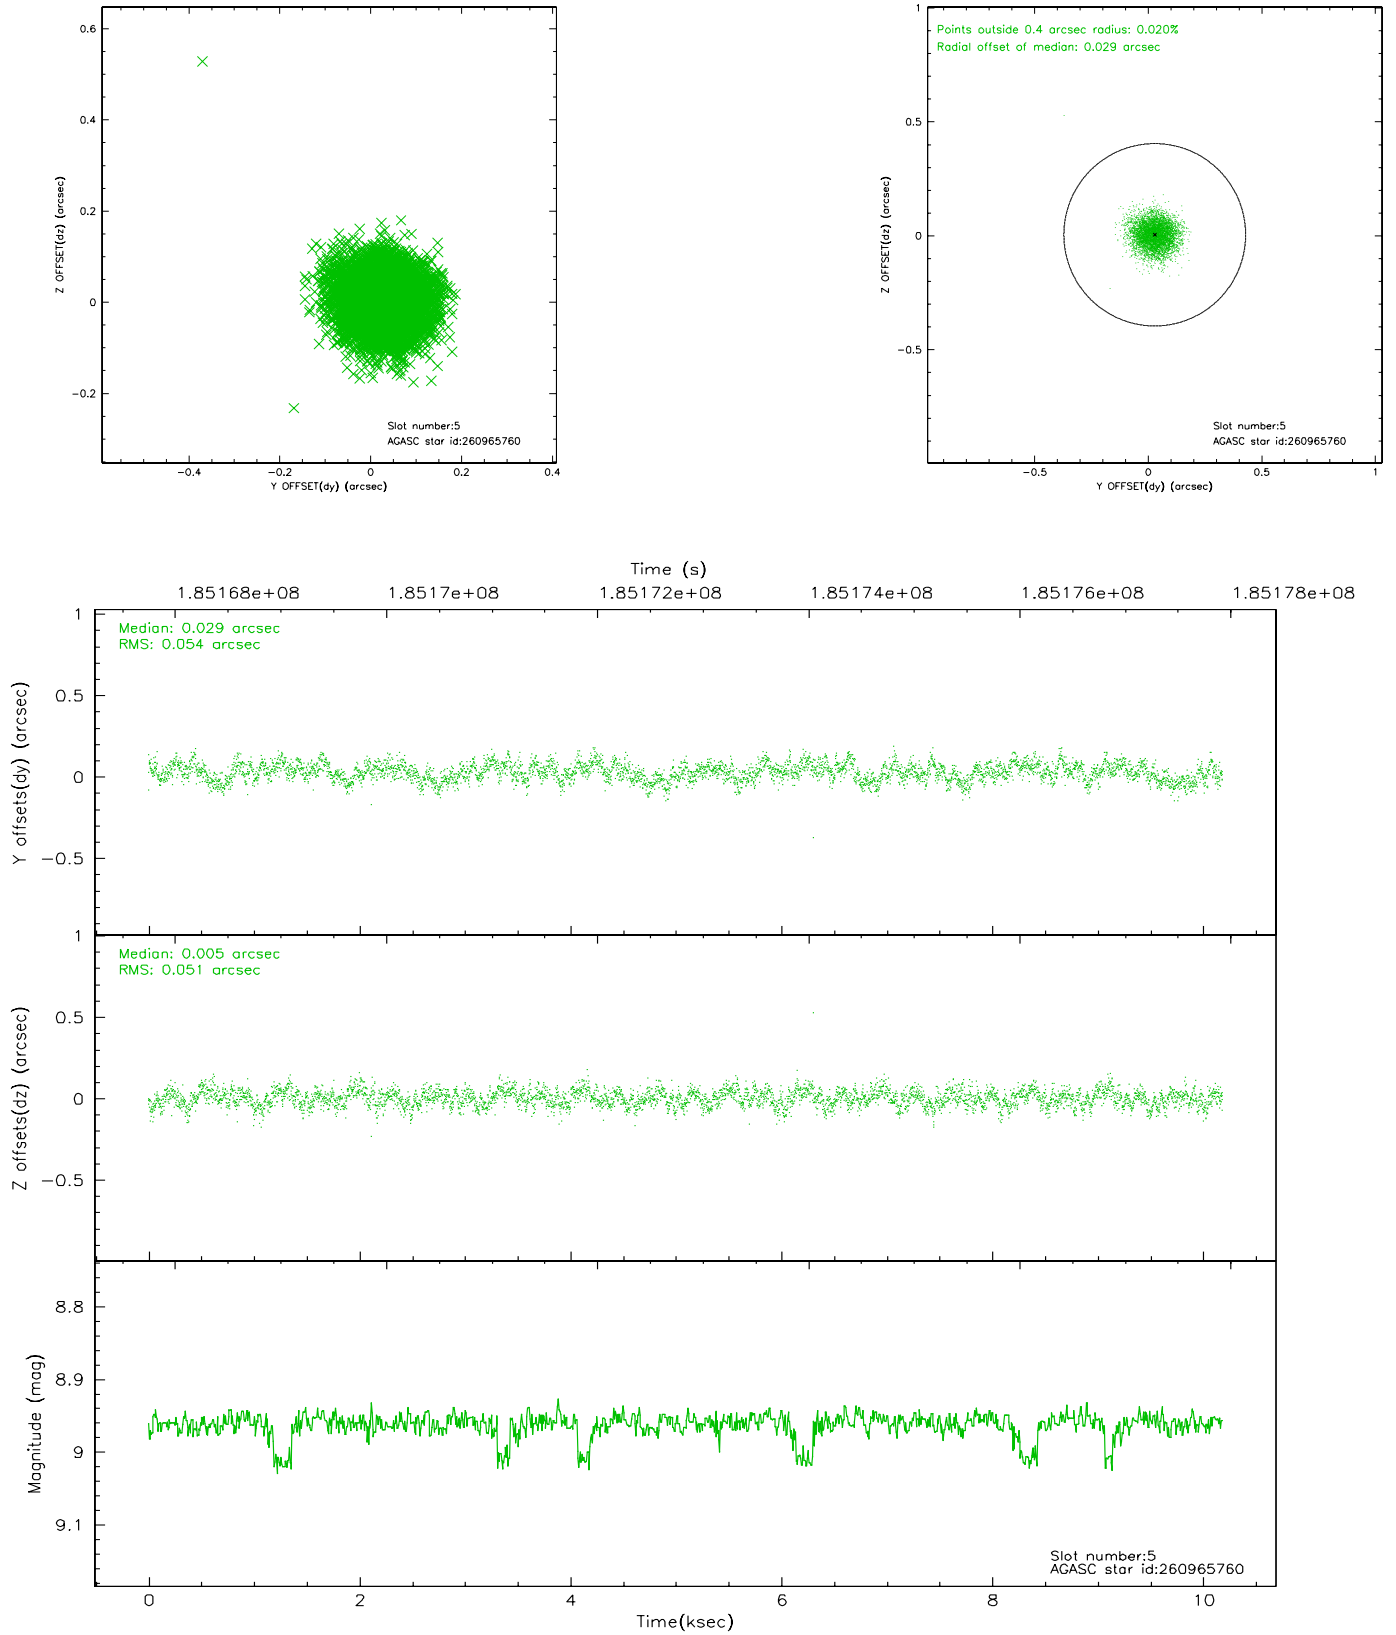 0.6
0.4
0.2
0
−0.2
Z OFFSET(dz) (arcsec)
Slot number:5
AGASC star id:260965760
−0.4 −0.2 0 0.2 0.4
Y OFFSET(dy) (arcsec)
1
0.5
0
−0.5
Z OFFSET(dz) (arcsec)
Points outside 0.4 arcsec radius: 0.020%
Radial offset of median: 0.029 arcsec
Slot number:5
AGASC star id:260965760
−0.5 0 0.5 1
Y OFFSET(dy) (arcsec)
Time (s)
1.85168e+08 1.8517e+08 1.85172e+08 1.85174e+08 1.85176e+08 1.85178e+08
1
0.5
0
−0.5
Y offsets(dy) (arcsec)
Median: 0.029 arcsec
RMS: 0.054 arcsec
1
0.5
0
−0.5
Z offsets(dz) (arcsec)
Median: 0.005 arcsec
RMS: 0.051 arcsec
8.8
8.9
9
9.1
Magnitude (mag)
Slot number:5
AGASC star id:260965760
0 2 4 6 8 10
Time(ksec)